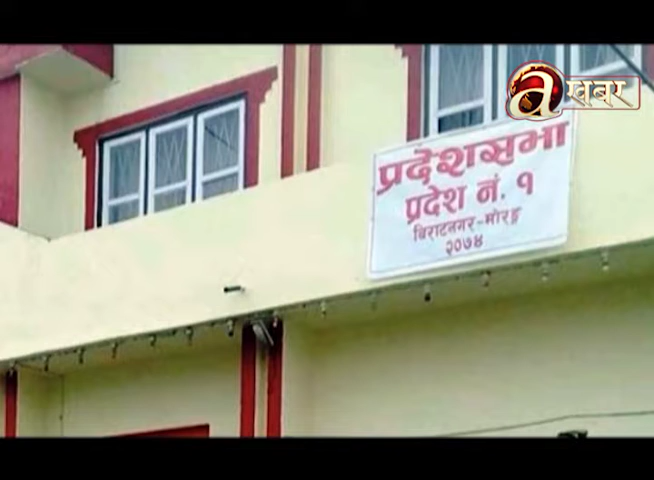 a खबर
प्रदेशसभा
प्रदेश नं. १
बिराटनगर-मोरङ्ग
२०७४